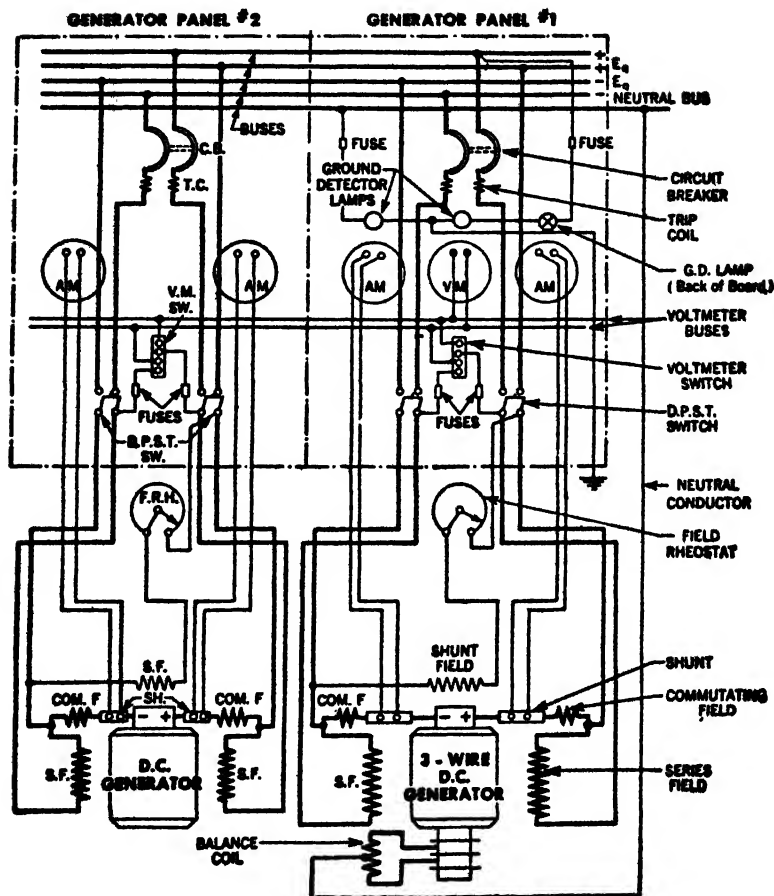 GENERATOR PANEL #2
GENERATOR PANEL #1
+
+ Eq
Eq
-
NEUTRAL BUS
BUSES
FUSE
FUSE
C.B.
T.C.
GROUND
DETECTOR
LAMPS
CIRCUIT
BREAKER
TRIP
COIL
G.D. LAMP
(Back of Board)
AM
V.M.
SW.
AM
AM
VM
AM
VOLTMETER
BUSES
VOLTMETER
SWITCH
FUSES
FUSES
D.P.S.T.
SWITCH
D.P.S.T.
SW.
F.R.H.
NEUTRAL
CONDUCTOR
FIELD
RHEOSTAT
S.F.
SHUNT
FIELD
SHUNT
COM. F
SH.
COM. F
COM. F
COMMUTATING
FIELD
- +
- +
S.F.
D.C.
GENERATOR
S.F.
S.F.
3-WIRE
D.C.
GENERATOR
SERIES
FIELD
BALANCE
COIL